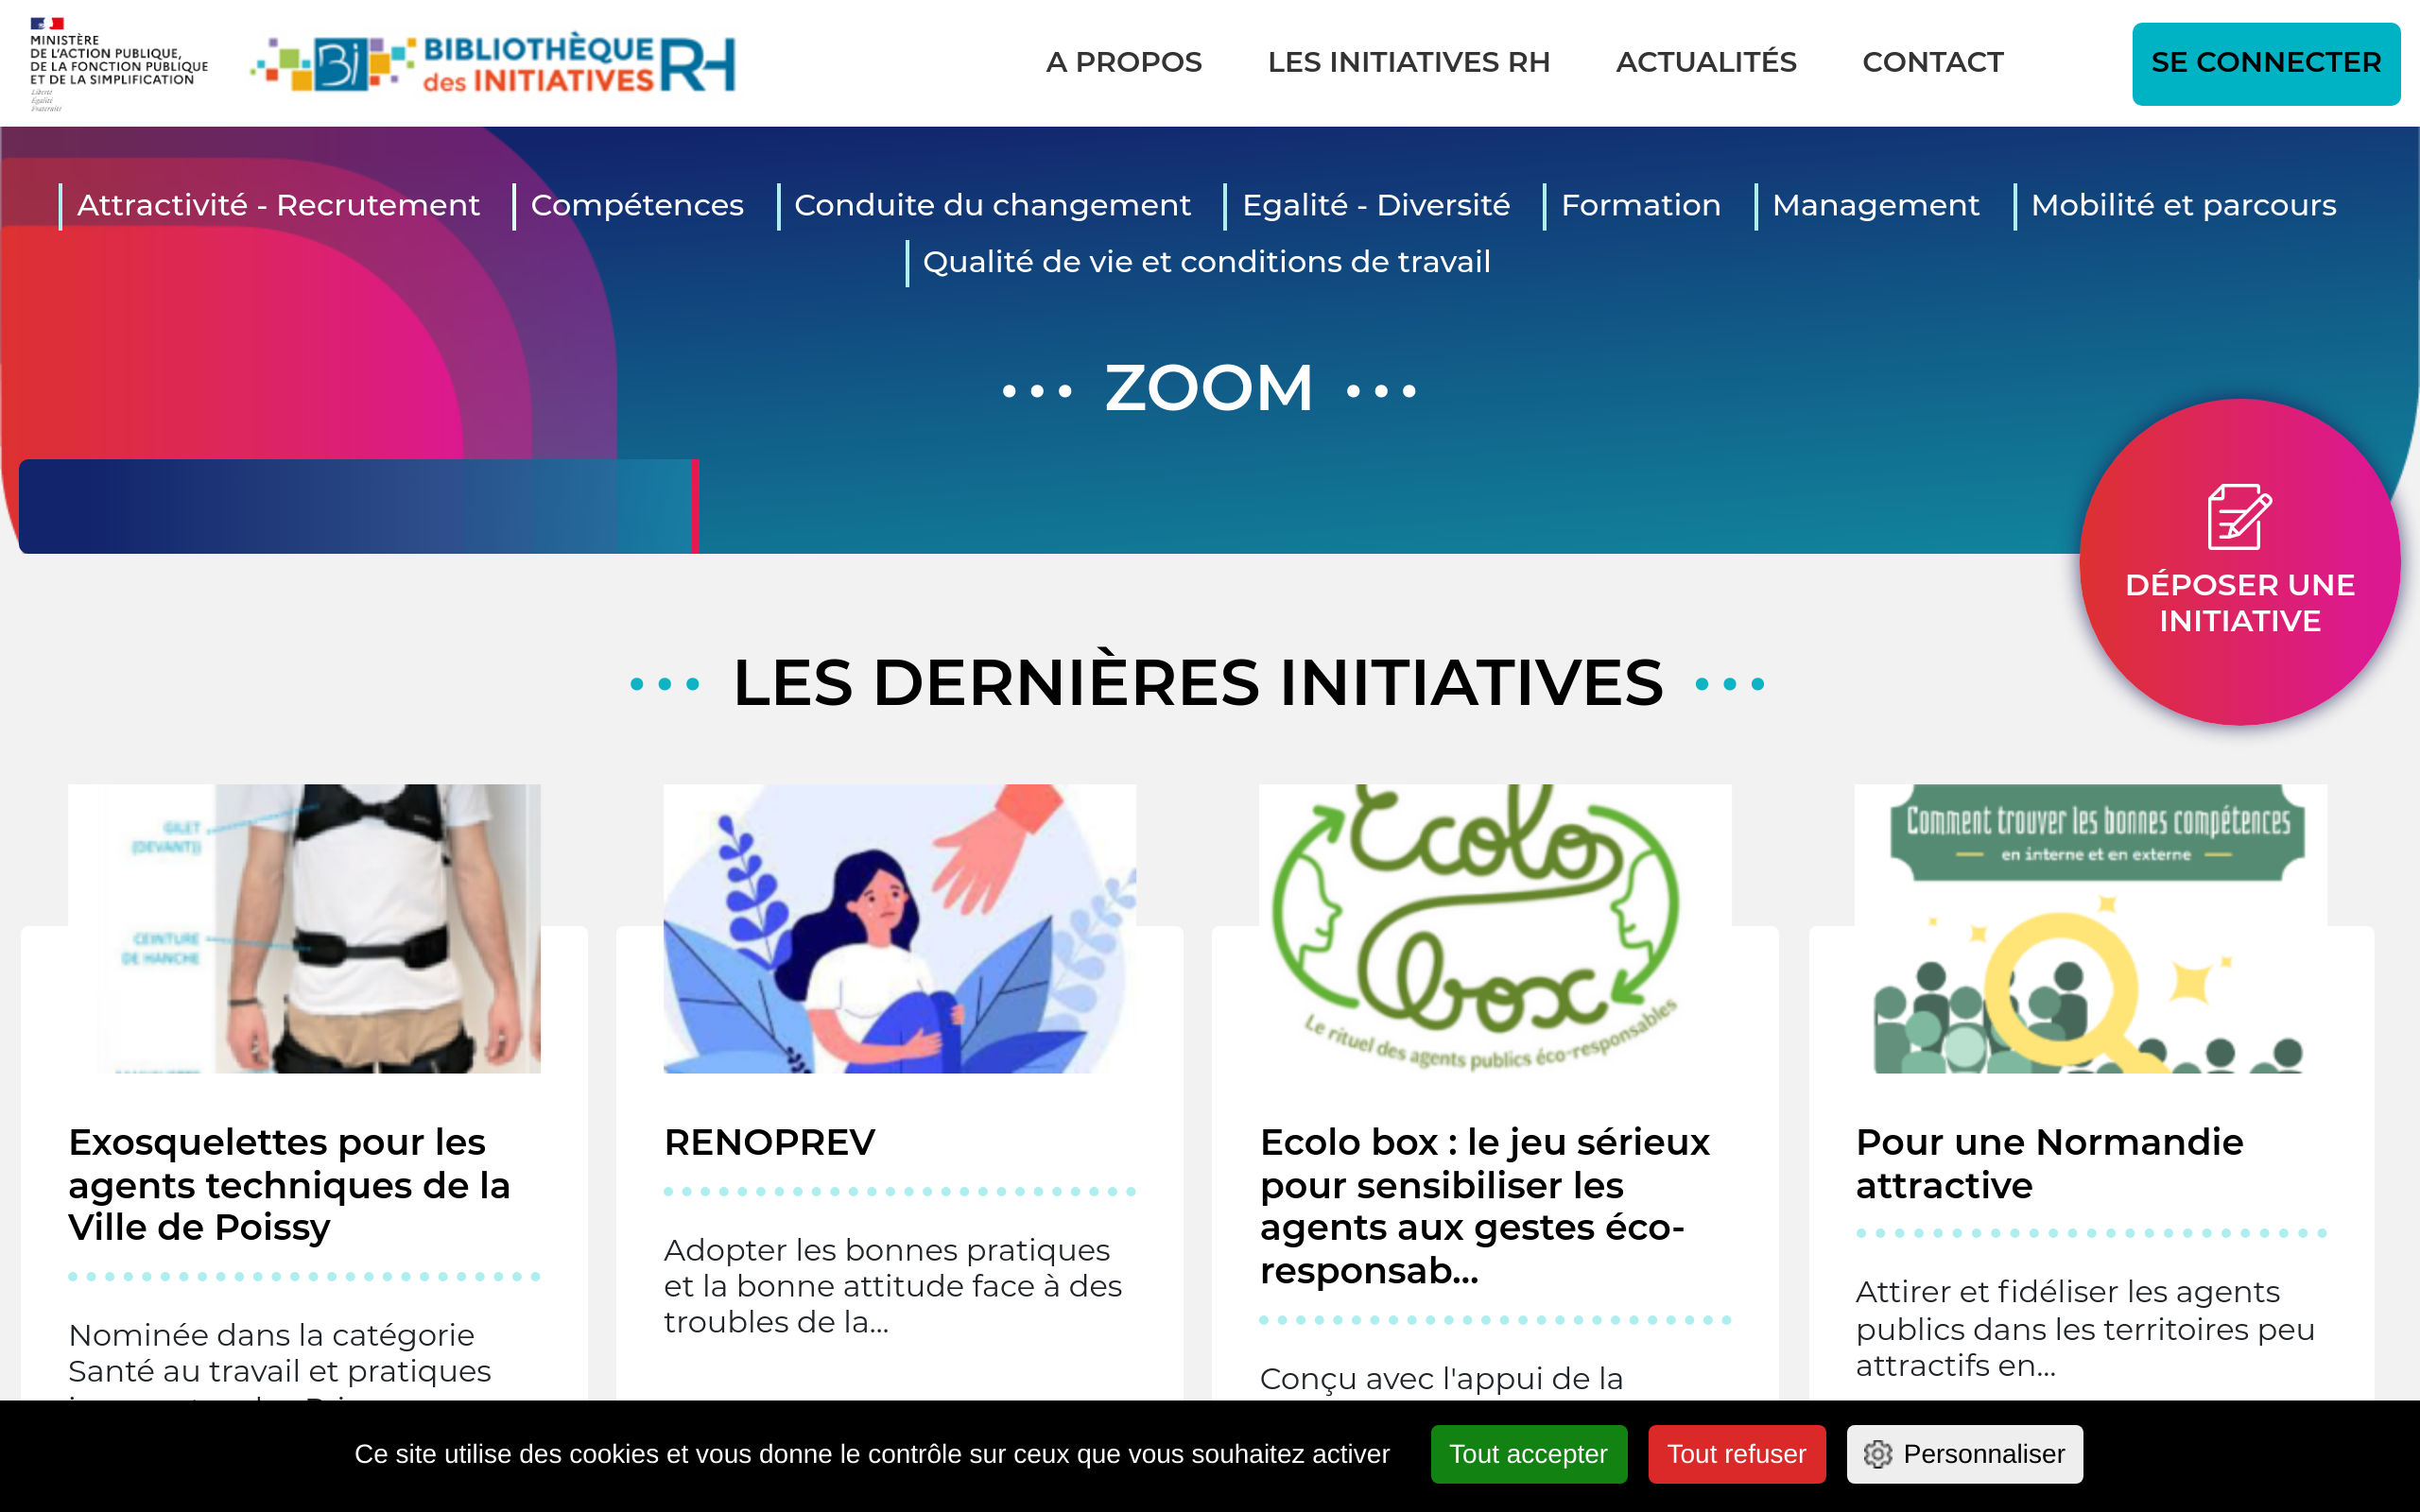 MINISTÈRE
DE L'ACTION PUBLIQUE,
DE LA FONCTION PUBLIQUE
ET DE LA SIMPLIFICATION
Liberté
Égalité
Fraternité
Bi BIBLIOTHÈQUE
des INITIATIVES RH
A PROPOS LES INITIATIVES RH ACTUALITÉS CONTACT SE CONNECTER
Attractivité - Recrutement Compétences Conduite du changement Egalité - Diversité Formation Management Mobilité et parcours
Qualité de vie et conditions de travail
ZOOM
DÉPOSER UNE
INITIATIVE
LES DERNIÈRES INITIATIVES
GILET
(DEVANT)
CEINTURE
DE HANCHE
Exosquelettes pour les
agents techniques de la
Ville de Poissy
Nominée dans la catégorie
Santé au travail et pratiques
RENOPREV
Adopter les bonnes pratiques
et la bonne attitude face à des
troubles de la...
Ecolo
box
Le rituel des agents publics éco-responsables
Ecolo box : le jeu sérieux
pour sensibiliser les
agents aux gestes éco-
responsab...
Conçu avec l'appui de la
Comment trouver les bonnes compétences
en interne et en externe
Pour une Normandie
attractive
Attirer et fidéliser les agents
publics dans les territoires peu
attractifs en...
Ce site utilise des cookies et vous donne le contrôle sur ceux que vous souhaitez activer Tout accepter Tout refuser Personnaliser